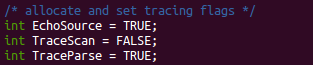 /* allocate and set tracing flags */
int EchoSource = TRUE;
int TraceScan = FALSE;
int TraceParse = TRUE;